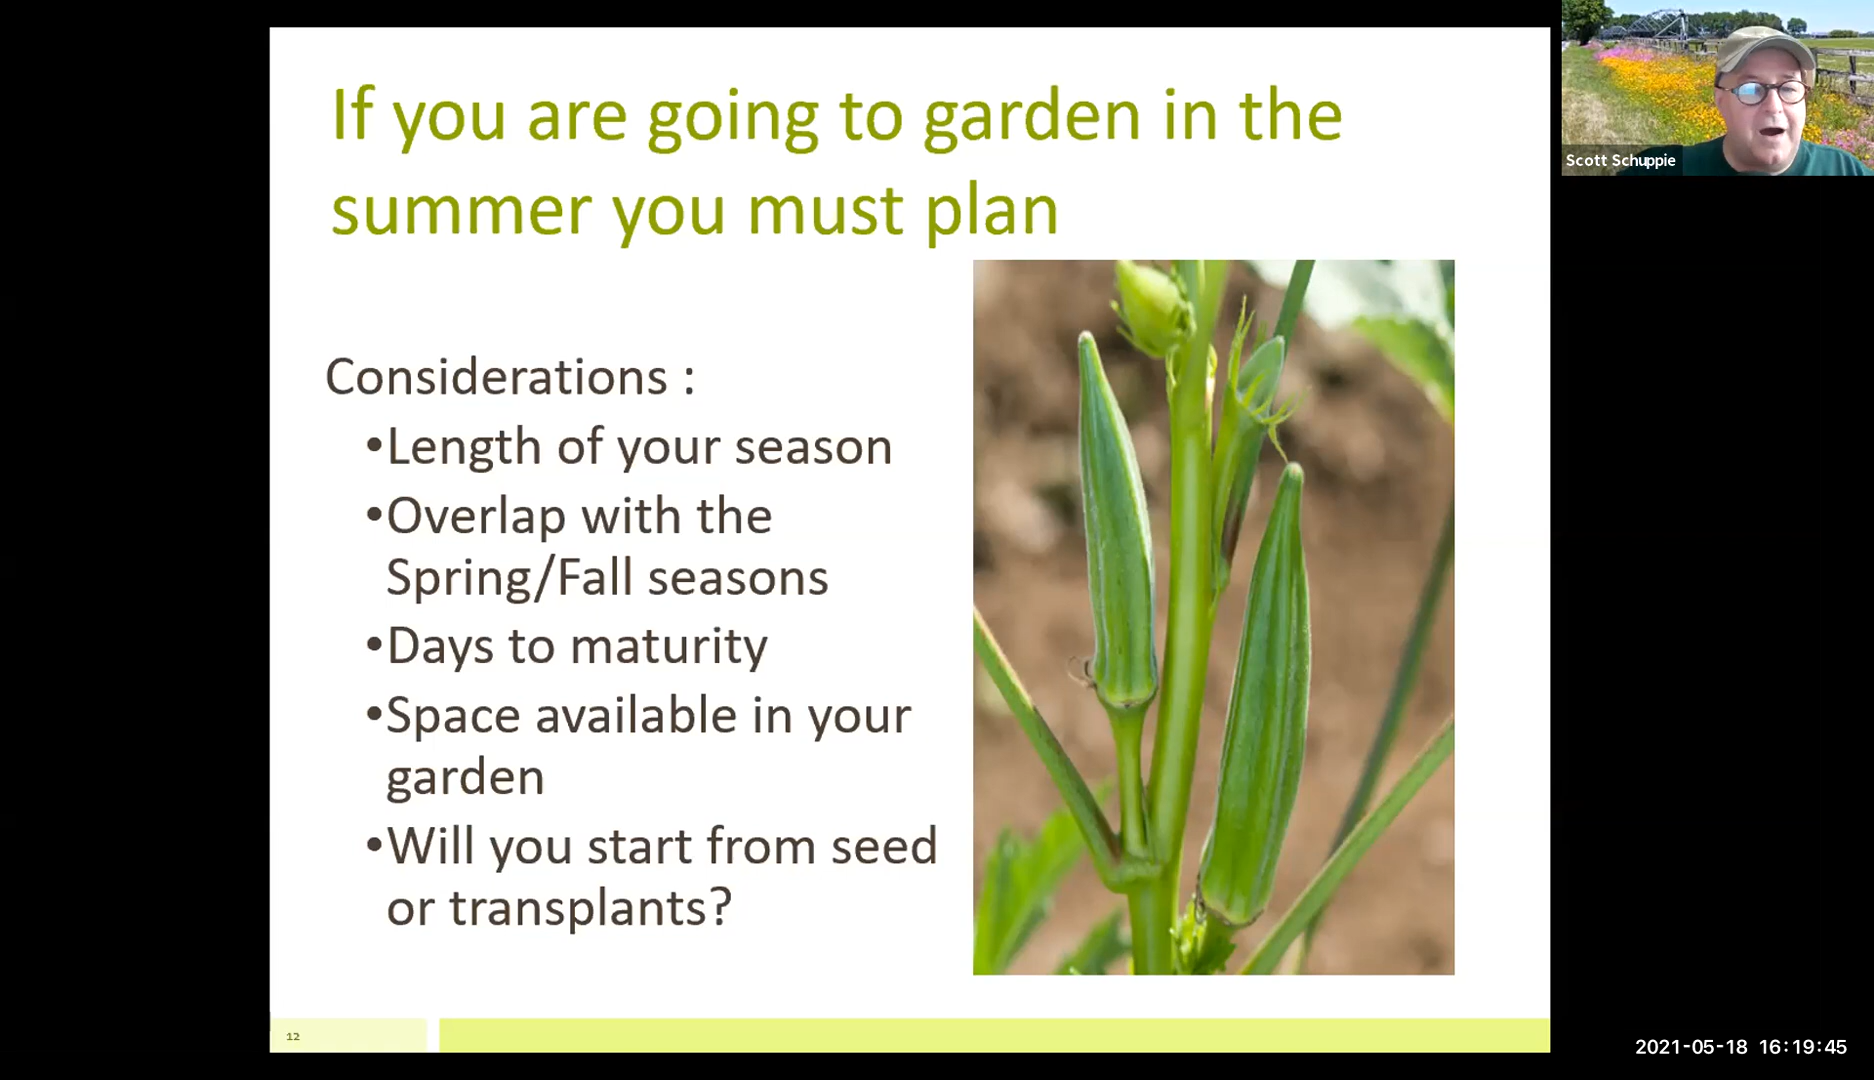 If you are going to garden in the
summer you must plan
Considerations :
•Length of your season
•Overlap with the
Spring/Fall seasons
•Days to maturity
•Space available in your
garden
•Will you start from seed
or transplants?
12
Scott Schuppie
2021-05-18 16:19:45